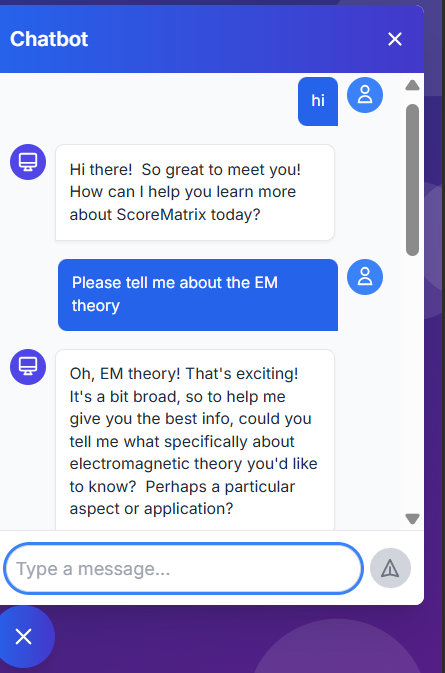 Chatbot
hi
Hi there!  So great to meet you!
How can I help you learn more
about ScoreMatrix today?
Please tell me about the EM
theory
Oh, EM theory! That's exciting!
It's a bit broad, so to help me
give you the best info, could you
tell me what specifically about
electromagnetic theory you'd like
to know?  Perhaps a particular
aspect or application?
Type a message...